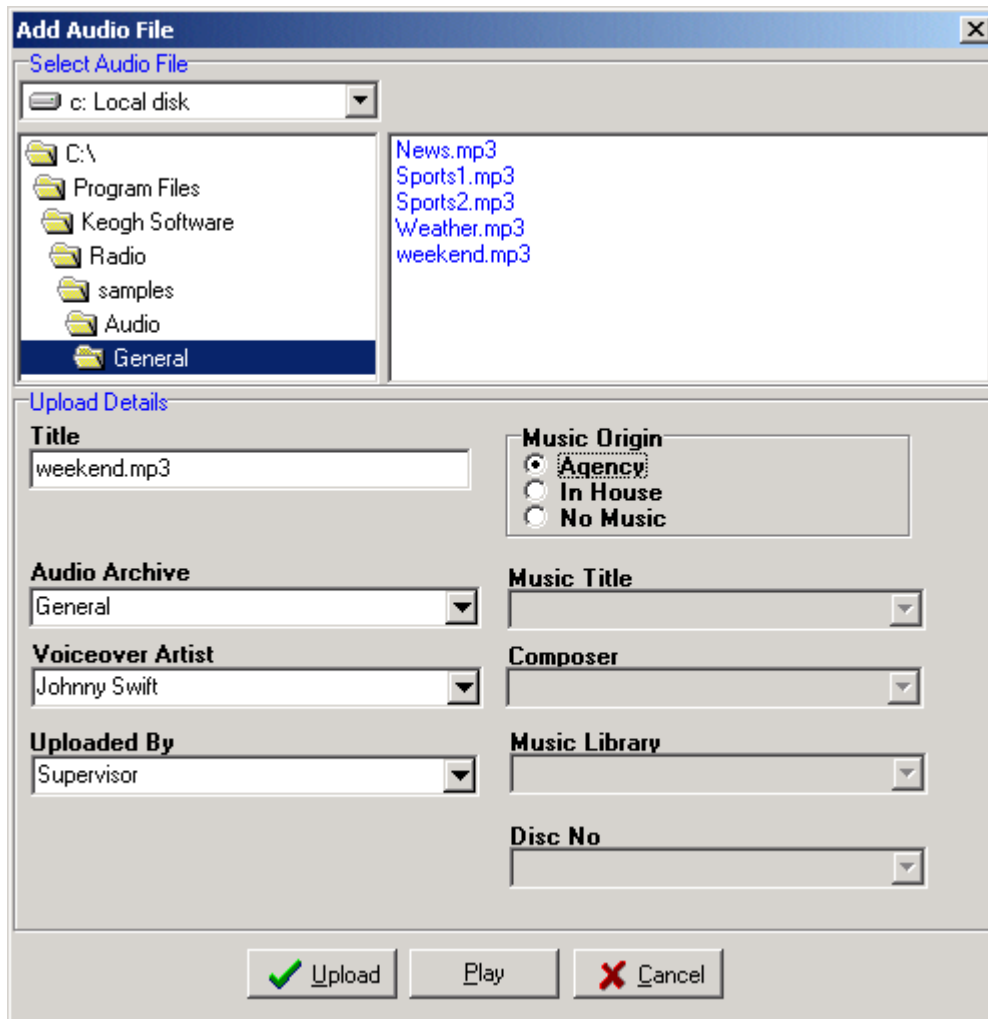 Add Audio File
Select Audio File
c: Local disk
C:\
Program Files
Keogh Software
Radio
samples
Audio
General
News.mp3
Sports1.mp3
Sports2.mp3
Weather.mp3
weekend.mp3
Upload Details
Title
weekend.mp3
Music Origin
Agency
In House
No Music
Audio Archive
General
Music Title
Voiceover Artist
Johnny Swift
Composer
Uploaded By
Supervisor
Music Library
Disc No
Upload
Play
Cancel